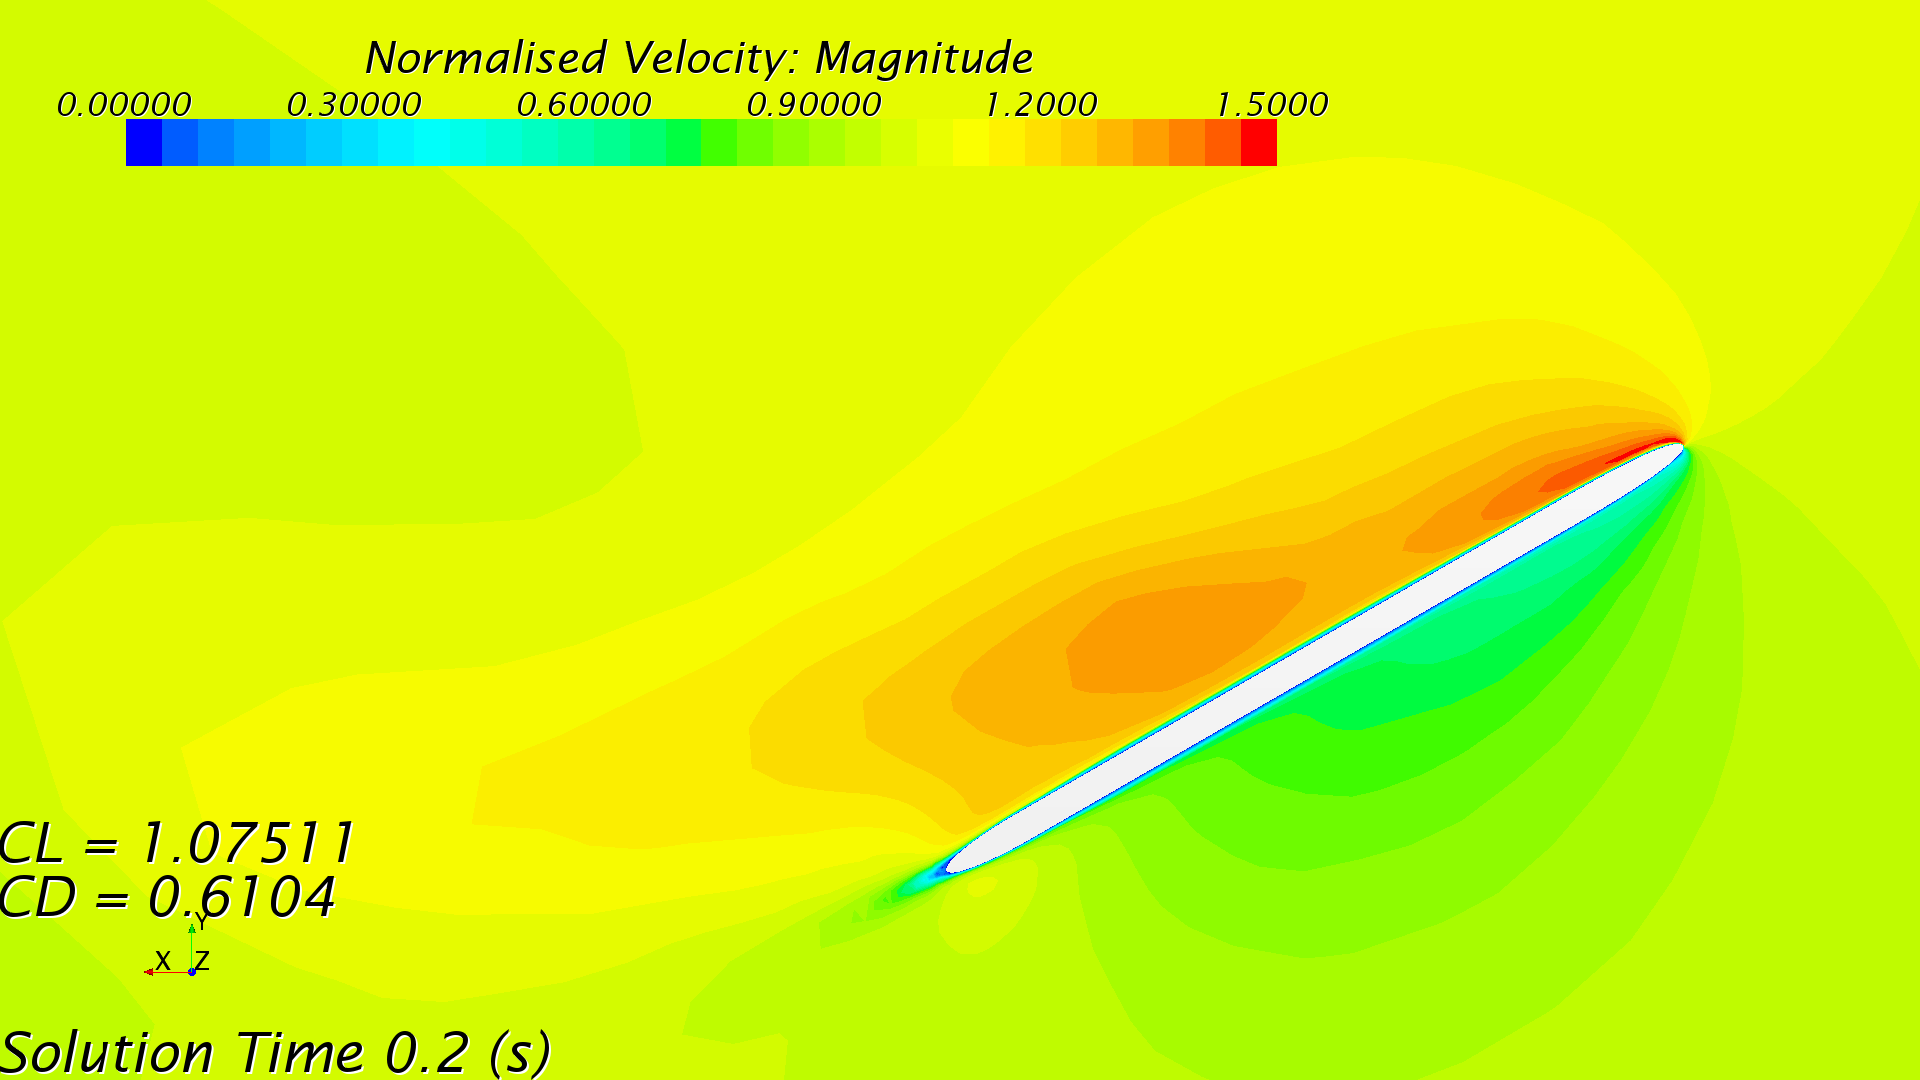 Normalised Velocity: Magnitude
0.00000 0.30000 0.60000 0.90000 1.2000 1.5000
CL = 1.07511
CD = 0.6104
Y
X Z
Solution Time 0.2 (s)